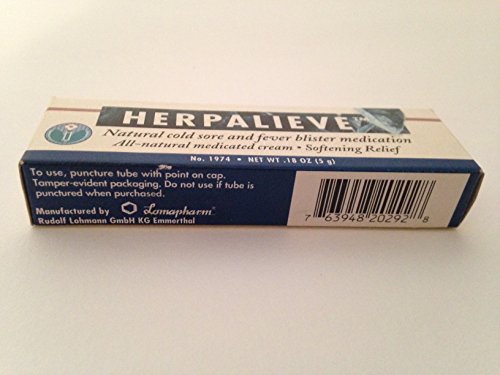 HERPALIEVE
Natural cold sore and fever blister medication
All-natural medicated cream • Softening Relief
No. 1974 • NET WT .18 OZ (5 g)
To use, puncture tube with point on cap.
Tamper-evident packaging. Do not use if tube is
punctured when purchased.
Manufactured by Lomapharm®
Rudolf Lohmann GmbH KG Emmerthal
7 63948 20292 8